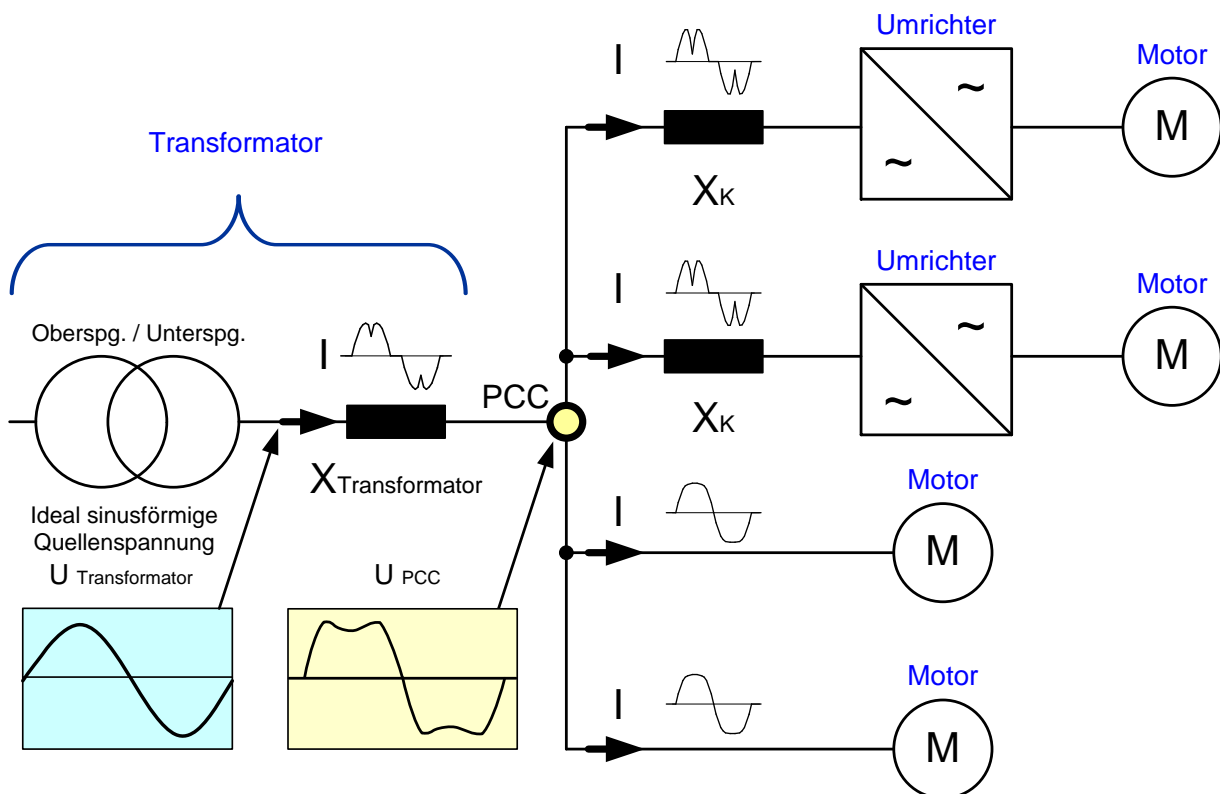 Umrichter
I
Motor
~
M
Transformator
~
XK
Umrichter
I
Motor
~
Oberspg. / Unterspg.
M
I
PCC
~
XK
XTransformator
Motor
I
Ideal sinusförmige
Quellenspannung
M
U Transformator
U PCC
Motor
I
M